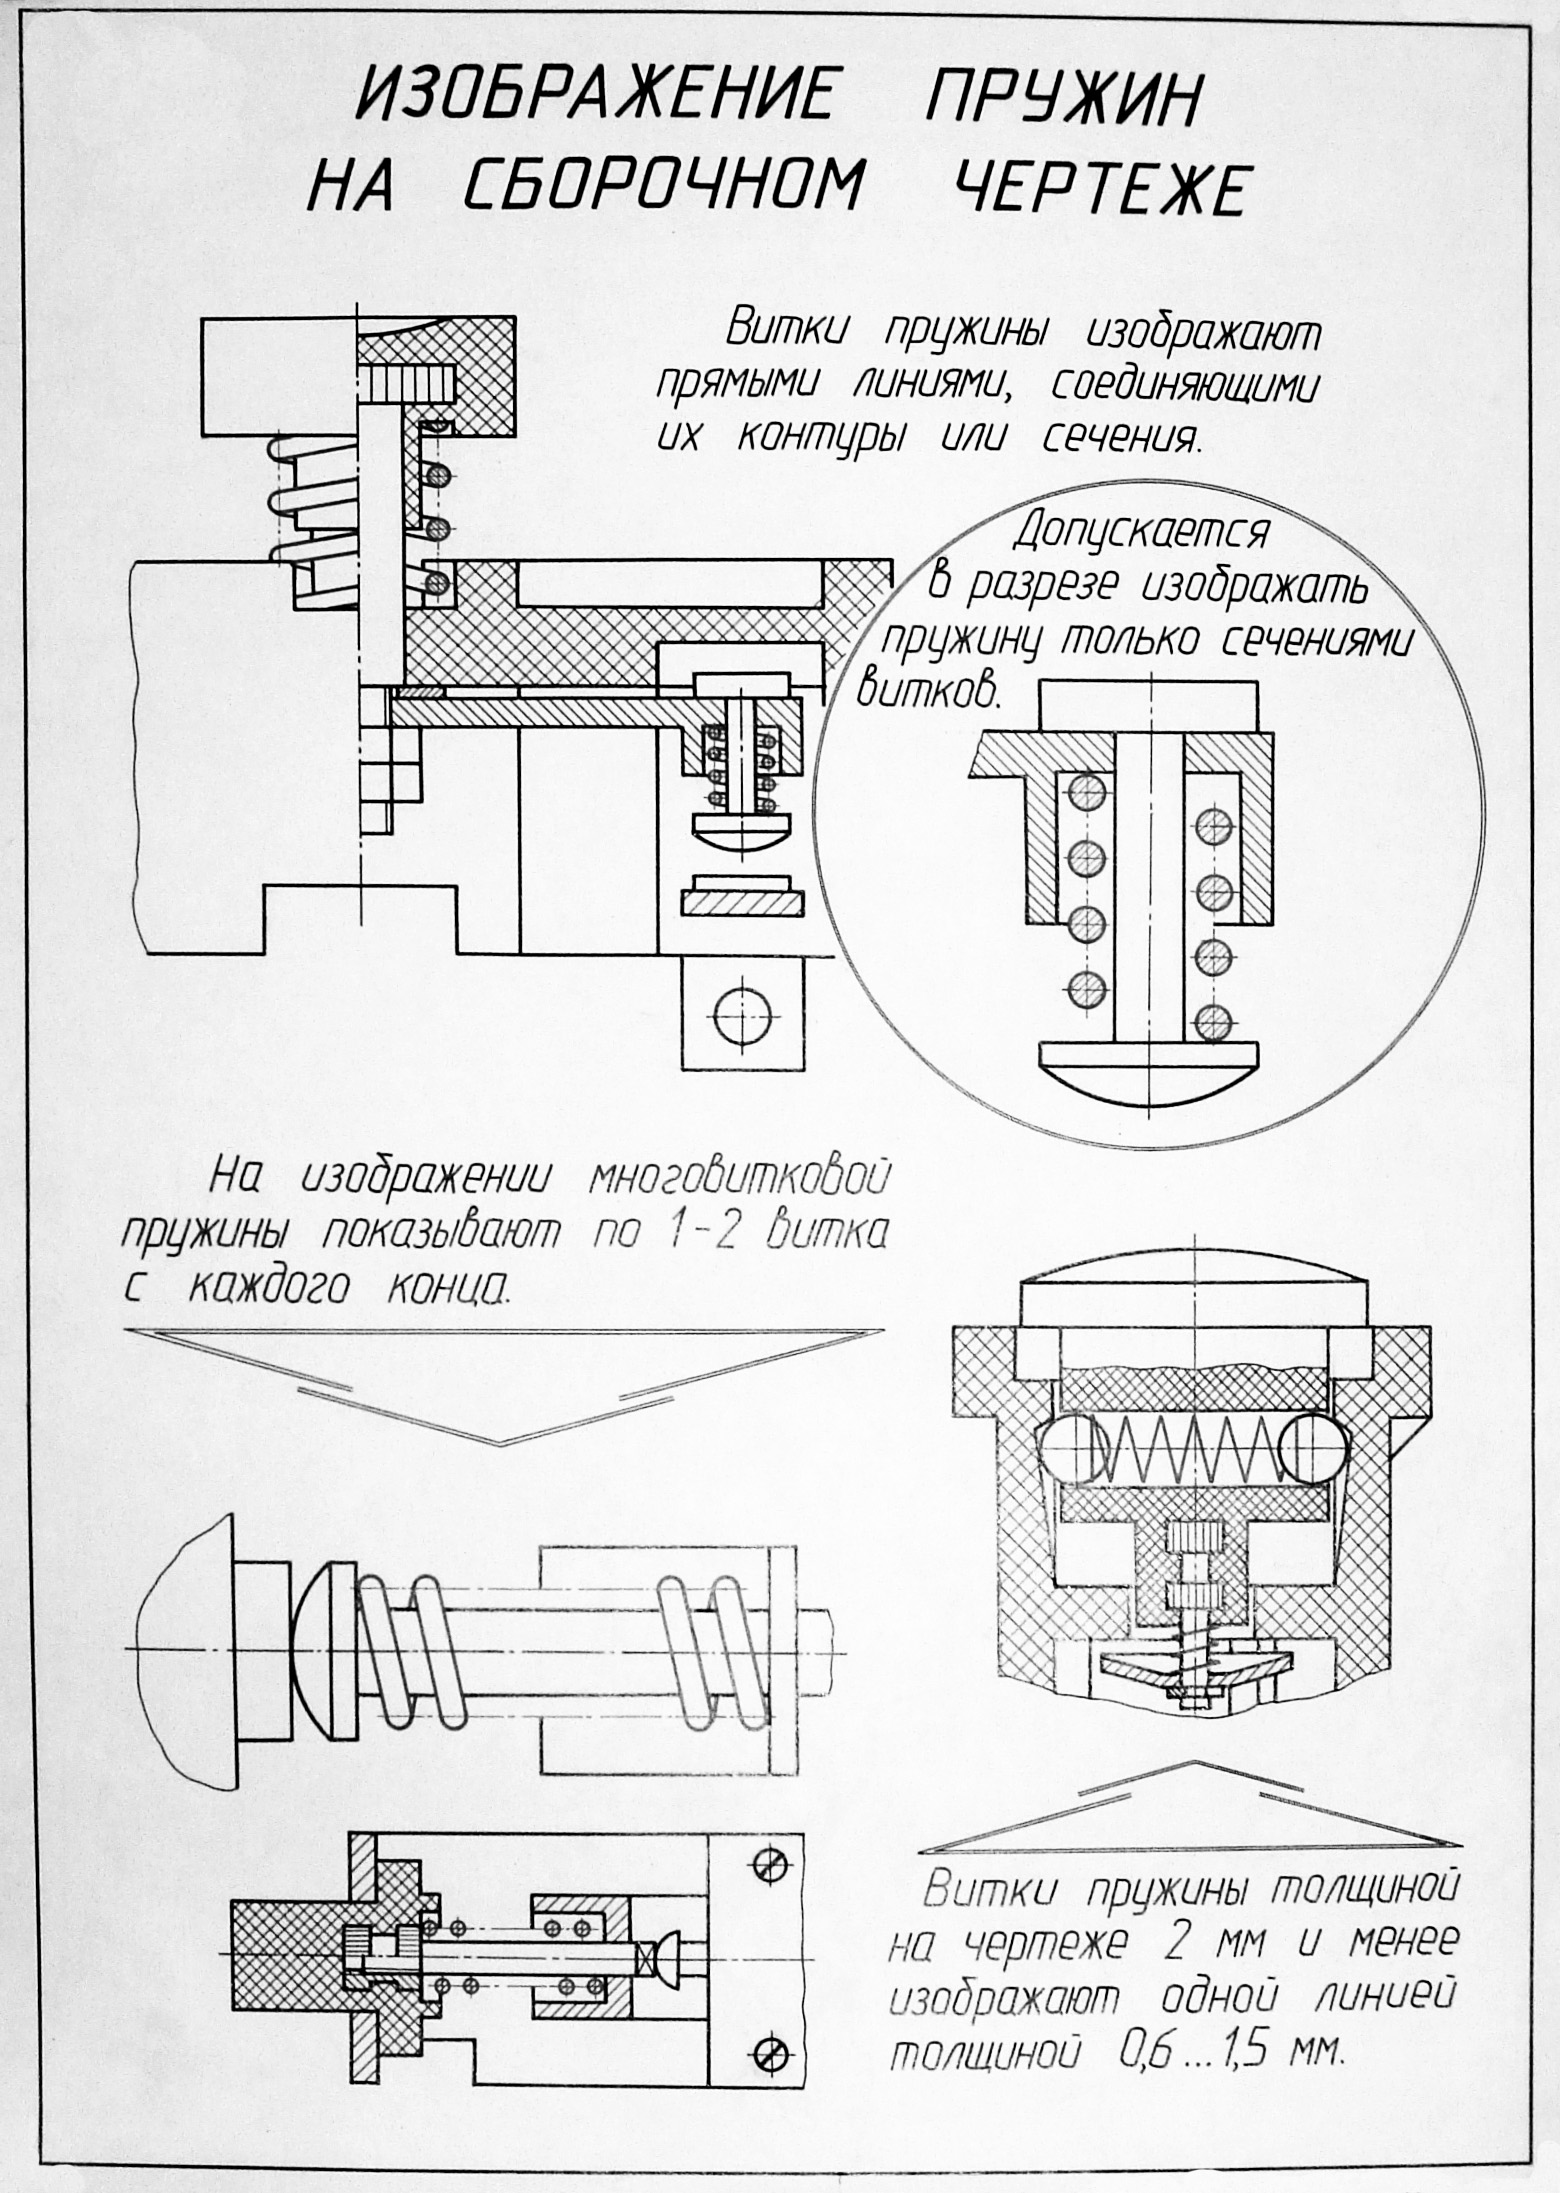 ИЗОБРАЖЕНИЕ ПРУЖИН
НА СБОРОЧНОМ ЧЕРТЕЖЕ
Витки пружины изображают
прямыми линиями, соединяющими
их контуры или сечения.
Допускается
в разрезе изображать
пружину только сечениями
витков.
На изображении многовитковой
пружины показывают по 1-2 витка
с каждого конца.
Витки пружины толщиной
на чертеже 2 мм и менее
изображают одной линией
толщиной 0,6...1,5 мм.